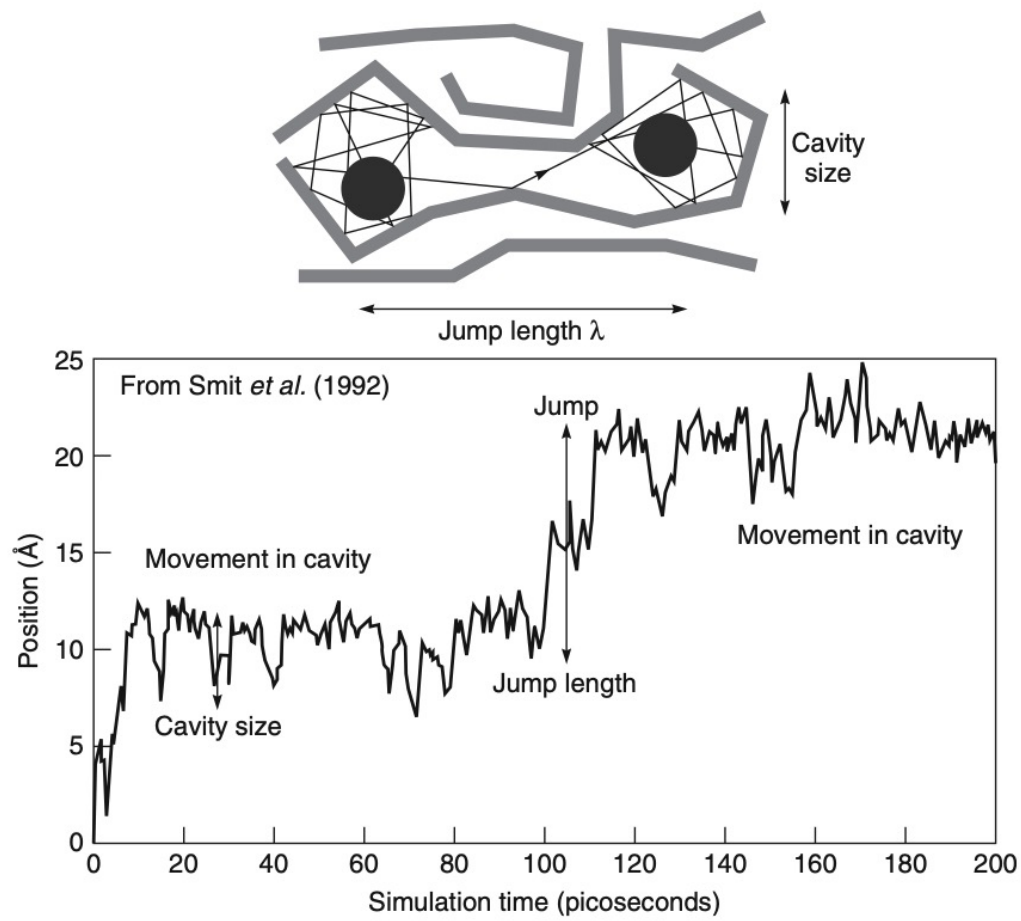 Cavity
size
Jump length λ
From Smit et al. (1992)
Jump
Movement in cavity
Movement in cavity
Jump length
Cavity size
Position (Å)
25
20
15
10
5
0
0 20 40 60 80 100 120 140 160 180 200
Simulation time (picoseconds)